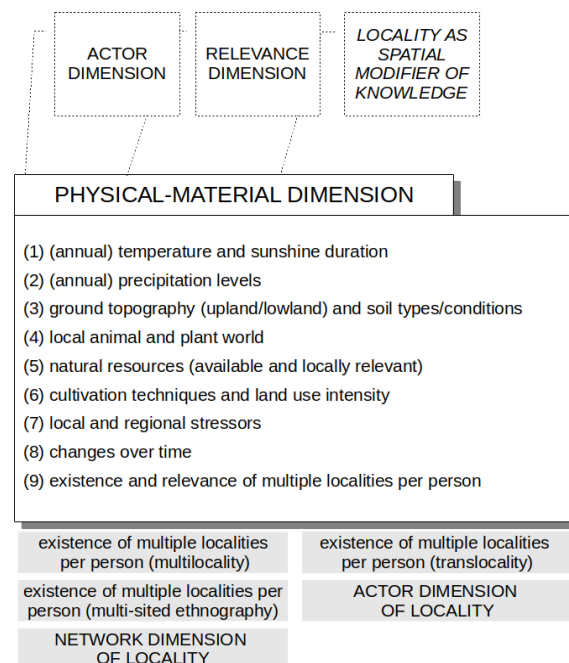 ACTOR
DIMENSION
RELEVANCE
DIMENSION
LOCALITY AS
SPATIAL
MODIFIER OF
KNOWLEDGE
PHYSICAL-MATERIAL DIMENSION
(1) (annual) temperature and sunshine duration
(2) (annual) precipitation levels
(3) ground topography (upland/lowland) and soil types/conditions
(4) local animal and plant world
(5) natural resources (available and locally relevant)
(6) cultivation techniques and land use intensity
(7) local and regional stressors
(8) changes over time
(9) existence and relevance of multiple localities per person
existence of multiple localities
per person (multilocality)
existence of multiple localities
per person (translocality)
existence of multiple localities per
person (multi-sited ethnography)
ACTOR DIMENSION
OF LOCALITY
NETWORK DIMENSION
OF LOCALITY